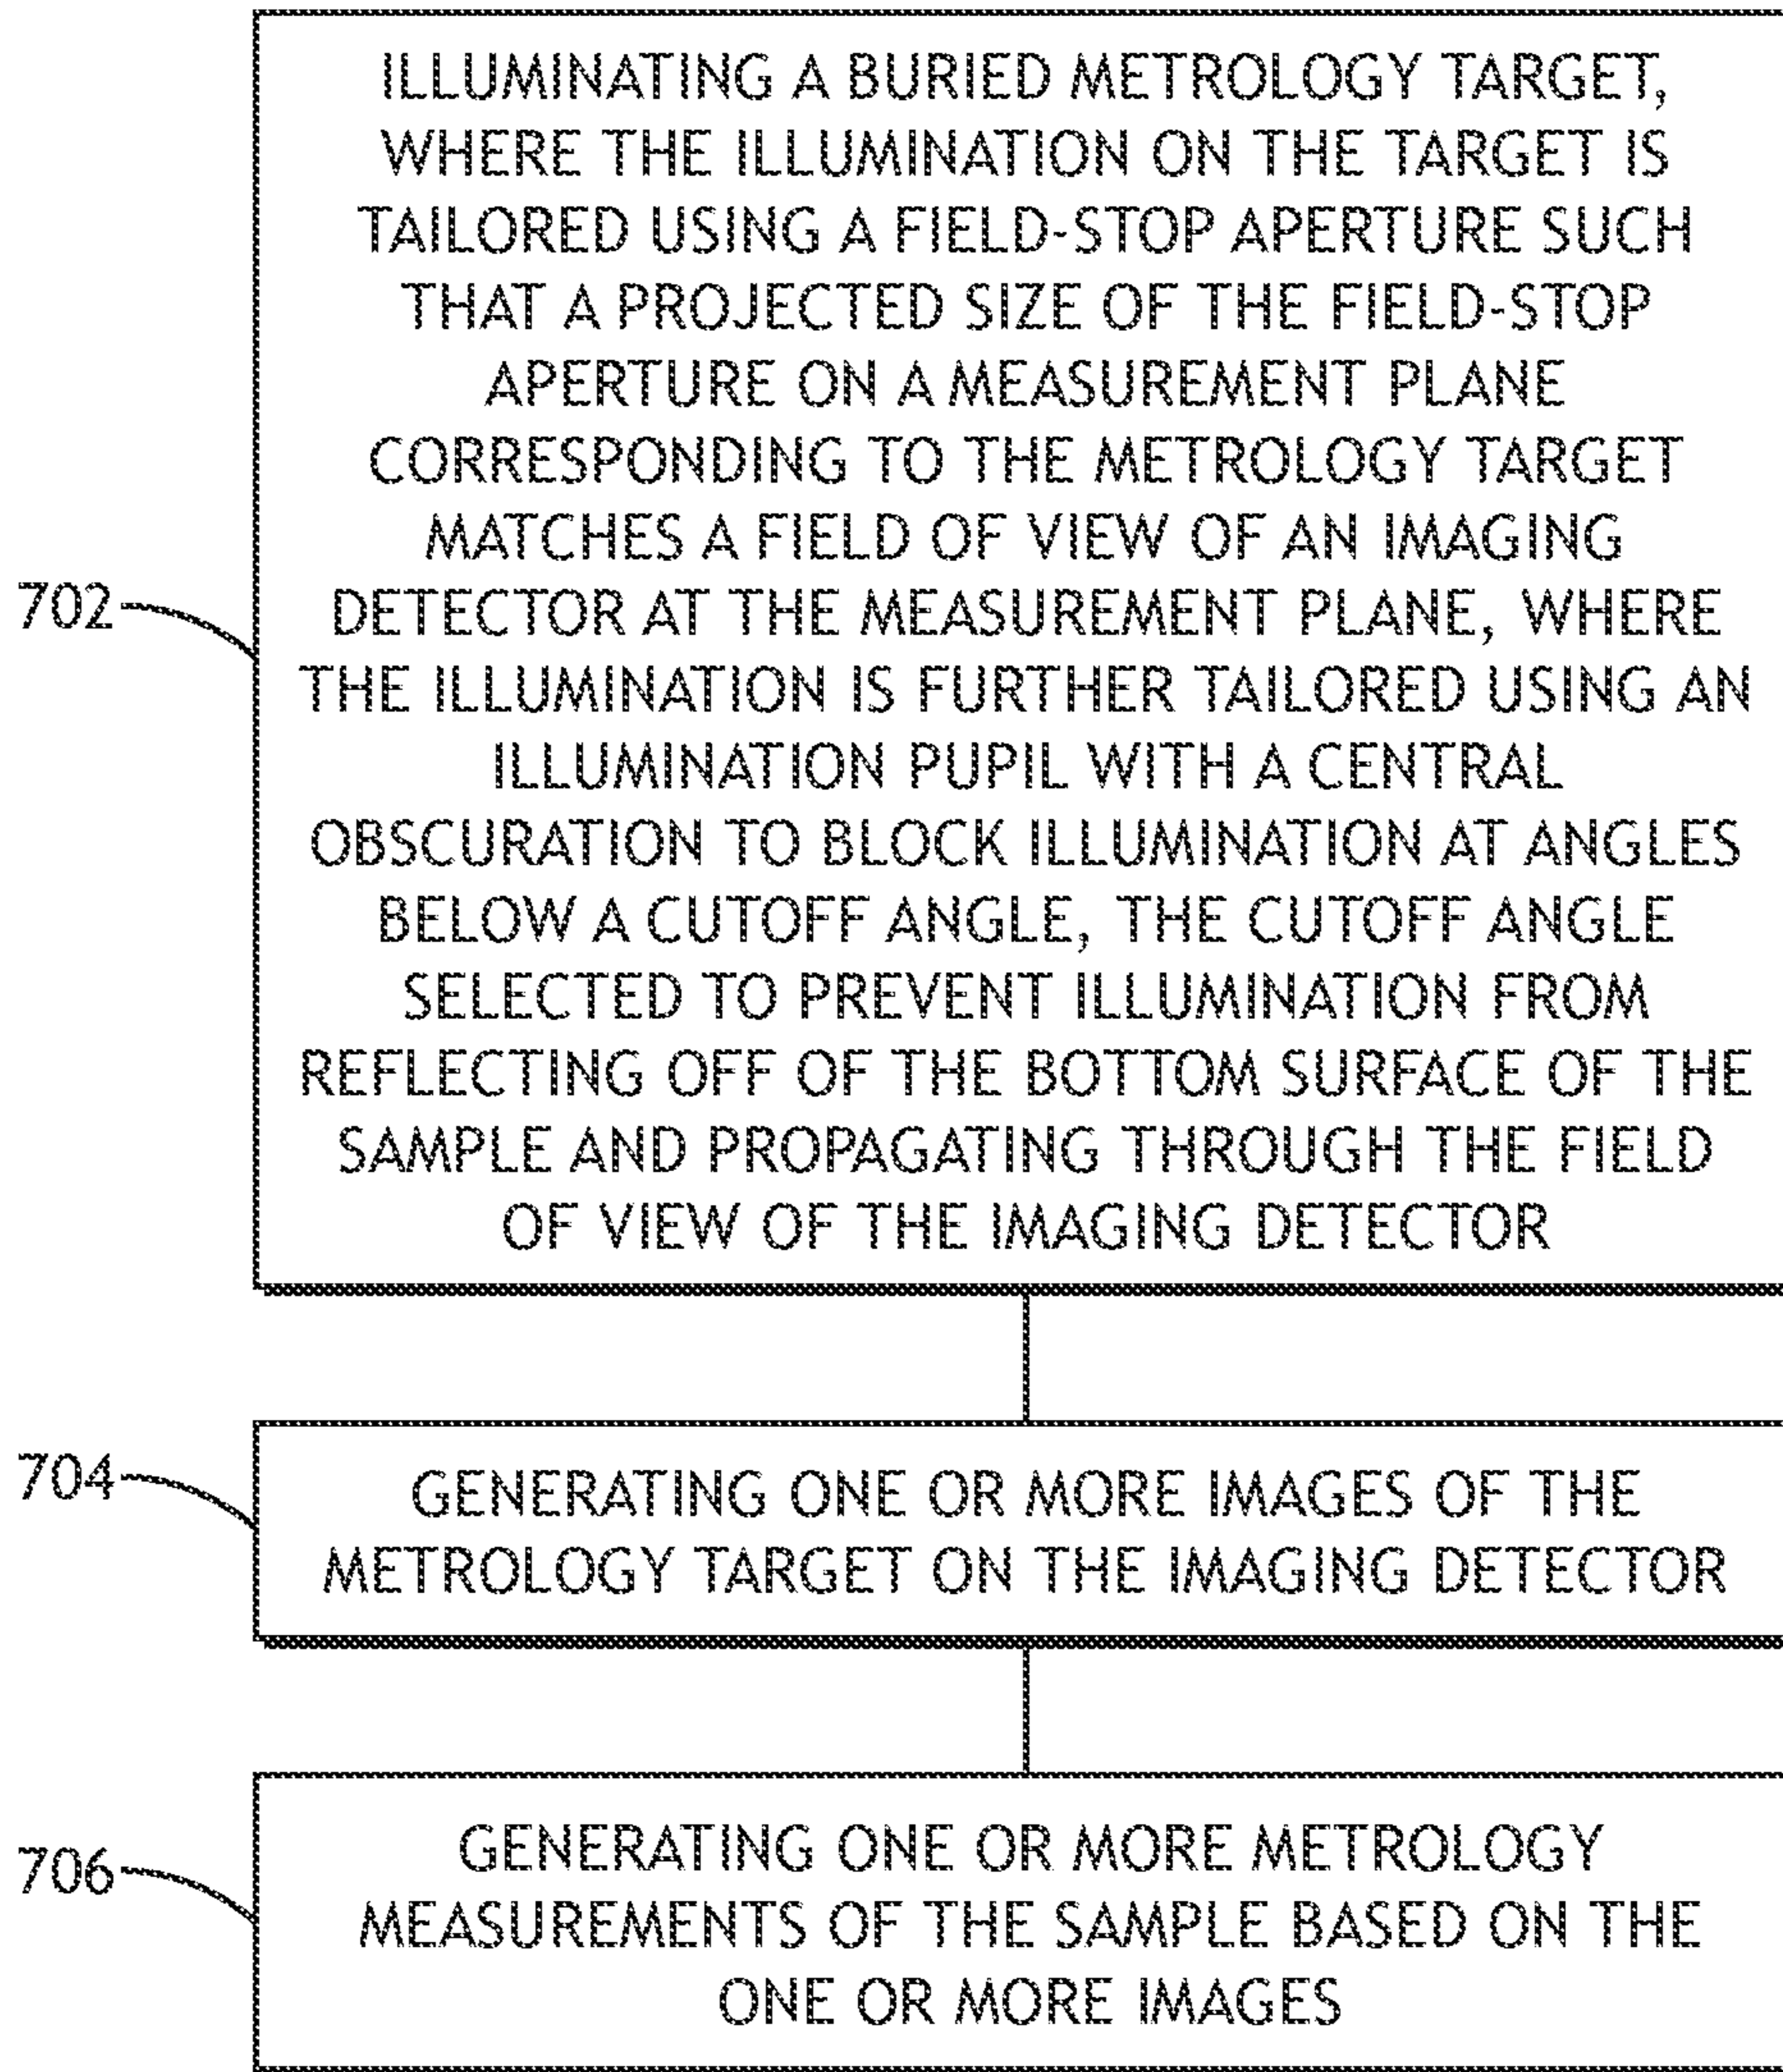 ILLUMINATING A BURIED METROLOGY TARGET,
WHERE THE ILLUMINATION ON THE TARGET IS
TAILORED USING A FIELD-STOP APERTURE SUCH
THAT A PROJECTED SIZE OF THE FIELD-STOP
APERTURE ON A MEASUREMENT PLANE
CORRESPONDING TO THE METROLOGY TARGET
MATCHES A FIELD OF VIEW OF AN IMAGING
702
DETECTOR AT THE MEASUREMENT PLANE, WHERE
THE ILLUMINATION IS FURTHER TAILORED USING AN
ILLUMINATION PUPIL WITH A CENTRAL
OBSCURATION TO BLOCK ILLUMINATION AT ANGLES
BELOW A CUTOFF ANGLE, THE CUTOFF ANGLE
SELECTED TO PREVENT ILLUMINATION FROM
REFLECTING OFF OF THE BOTTOM SURFACE OF THE
SAMPLE AND PROPAGATING THROUGH THE FIELD
OF VIEW OF THE IMAGING DETECTOR
704
GENERATING ONE OR MORE IMAGES OF THE
METROLOGY TARGET ON THE IMAGING DETECTOR
706
GENERATING ONE OR MORE METROLOGY
MEASUREMENTS OF THE SAMPLE BASED ON THE
ONE OR MORE IMAGES